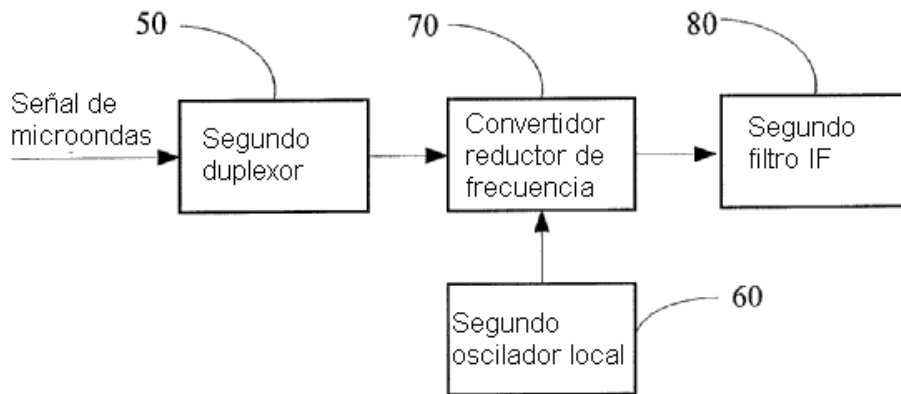 50
70
80
Señal de
microondas
Segundo
duplexor
Convertidor
reductor de
frecuencia
Segundo
filtro IF
Segundo
oscilador local
60